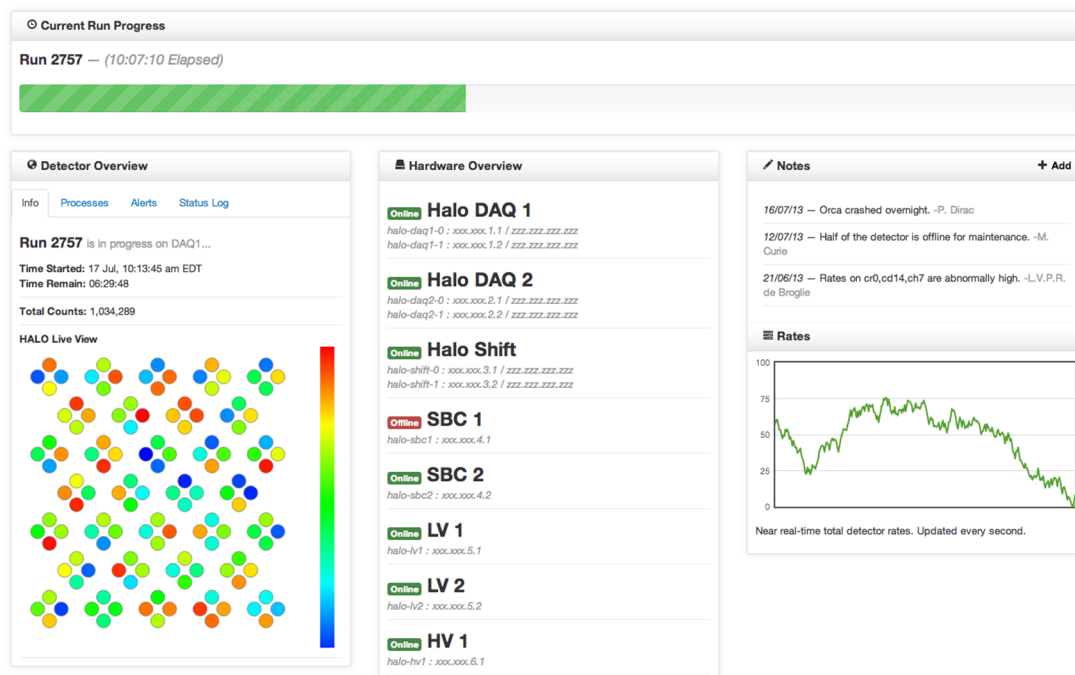 Current Run Progress
Run 2757 — (10:07:10 Elapsed)
Detector Overview
Info Processes Alerts Status Log
Run 2757 is in progress on DAQ1...
Time Started: 17 Jul, 10:13:45 am EDT
Time Remain: 06:29:48
Total Counts: 1,034,289
HALO Live View
Hardware Overview
Online Halo DAQ 1
halo-daq1-0 : xxx.xxx.1.1 / zzz.zzz.zzz.zzz
halo-daq1-1 : xxx.xxx.1.2 / zzz.zzz.zzz.zzz
Online Halo DAQ 2
halo-daq2-0 : xxx.xxx.2.1 / zzz.zzz.zzz.zzz
halo-daq2-1 : xxx.xxx.2.2 / zzz.zzz.zzz.zzz
Online Halo Shift
halo-shift-0 : xxx.xxx.3.1 / zzz.zzz.zzz.zzz
halo-shift-1 : xxx.xxx.3.2 / zzz.zzz.zzz.zzz
Offline SBC 1
halo-sbc1 : xxx.xxx.4.1
Online SBC 2
halo-sbc2 : xxx.xxx.4.2
Online LV 1
halo-lv1 : xxx.xxx.5.1
Online LV 2
halo-lv2 : xxx.xxx.5.2
Online HV 1
halo-hv1 : xxx.xxx.6.1
Notes + Add
16/07/13 — Orca crashed overnight. -P. Dirac
12/07/13 — Half of the detector is offline for maintenance. -M.
Curie
21/06/13 — Rates on cr0,cd14,ch7 are abnormally high. -L.V.P.R.
de Broglie
Rates
100
75
50
25
0
Near real-time total detector rates. Updated every second.